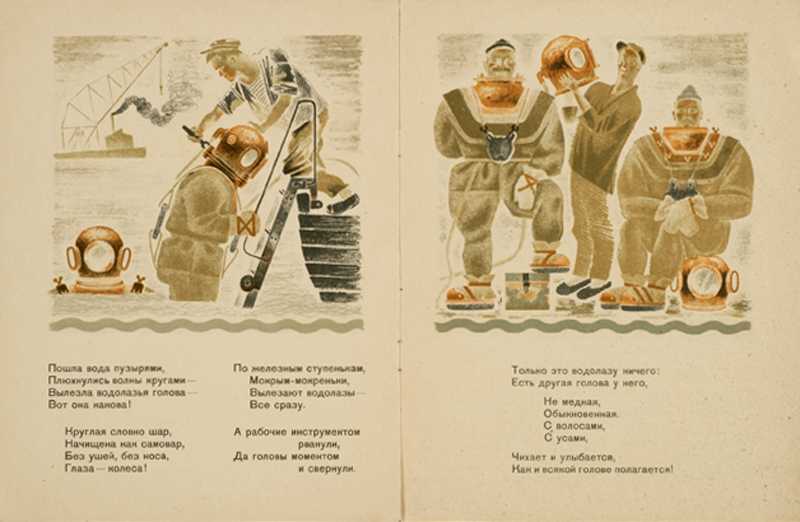 Пошла вода пузырями,
Плюхнулись волны кругами —
Вылезла водолазья голова —
Вот она какова!
Круглая словно шар,
Начищена как самовар,
Без ушей, без носа,
Глаза — колеса!
По железным ступенькам,
Мокрым-мокреньки,
Вылезают водолазы —
Все сразу.
А рабочие инструментом
рванули,
Да головы моментом
и свернули.
Только это водолазу ничего:
Есть другая голова у него,
Не медная,
Обыкновенная.
С волосами,
С усами,
Чихает и улыбается,
Как и всякой голове полагается!